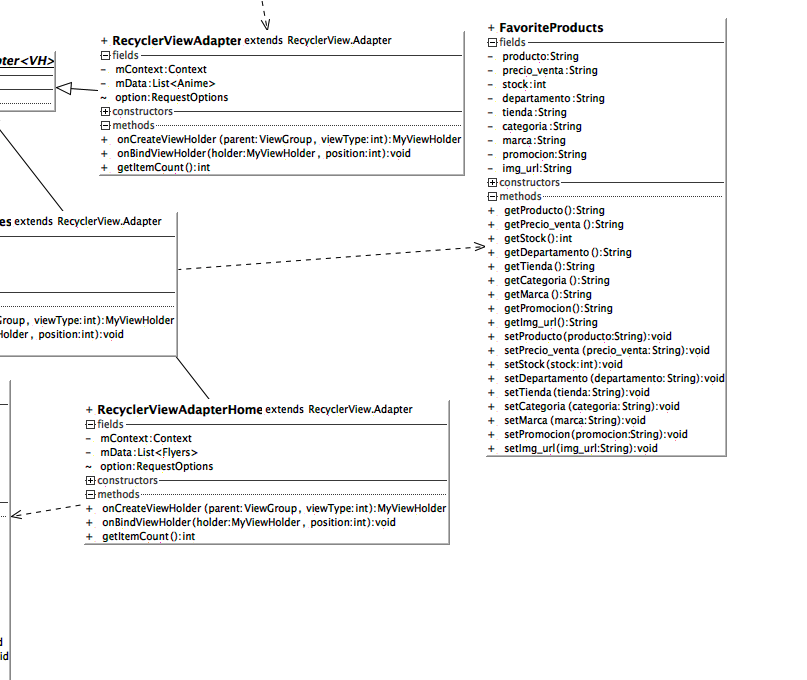 + RecyclerViewAdapter extends RecyclerView.Adapter
fields
- mContext:Context
- mData:List<Anime>
~ option:RequestOptions
constructors
methods
+ onCreateViewHolder (parent:ViewGroup, viewType:int):MyViewHolder
+ onBindViewHolder (holder:MyViewHolder, position:int):void
+ getItemCount():int
pter<VH>
es extends RecyclerView.Adapter
Group, viewType:int):MyViewHolder
Holder, position:int):void
+ RecyclerViewAdapterHome extends RecyclerView.Adapter
fields
- mContext:Context
- mData:List<Flyers>
~ option:RequestOptions
constructors
methods
+ onCreateViewHolder (parent:ViewGroup, viewType:int):MyViewHolder
+ onBindViewHolder(holder:MyViewHolder, position:int):void
+ getItemCount():int
d
id
+ FavoriteProducts
fields
- producto:String
- precio_venta:String
- stock:int
- departamento:String
- tienda:String
- categoria:String
- marca:String
- promocion:String
- img_url:String
constructors
methods
+ getProducto():String
+ getPrecio_venta ():String
+ getStock():int
+ getDepartamento():String
+ getTienda():String
+ getCategoria ():String
+ getMarca ():String
+ getPromocion():String
+ getImg_url():String
+ setProducto(producto:String):void
+ setPrecio_venta (precio_venta:String):void
+ setStock(stock:int):void
+ setDepartamento (departamento:String):void
+ setTienda (tienda:String):void
+ setCategoria (categoria:String):void
+ setMarca (marca:String):void
+ setPromocion(promocion:String):void
+ setImg_url(img_url:String):void